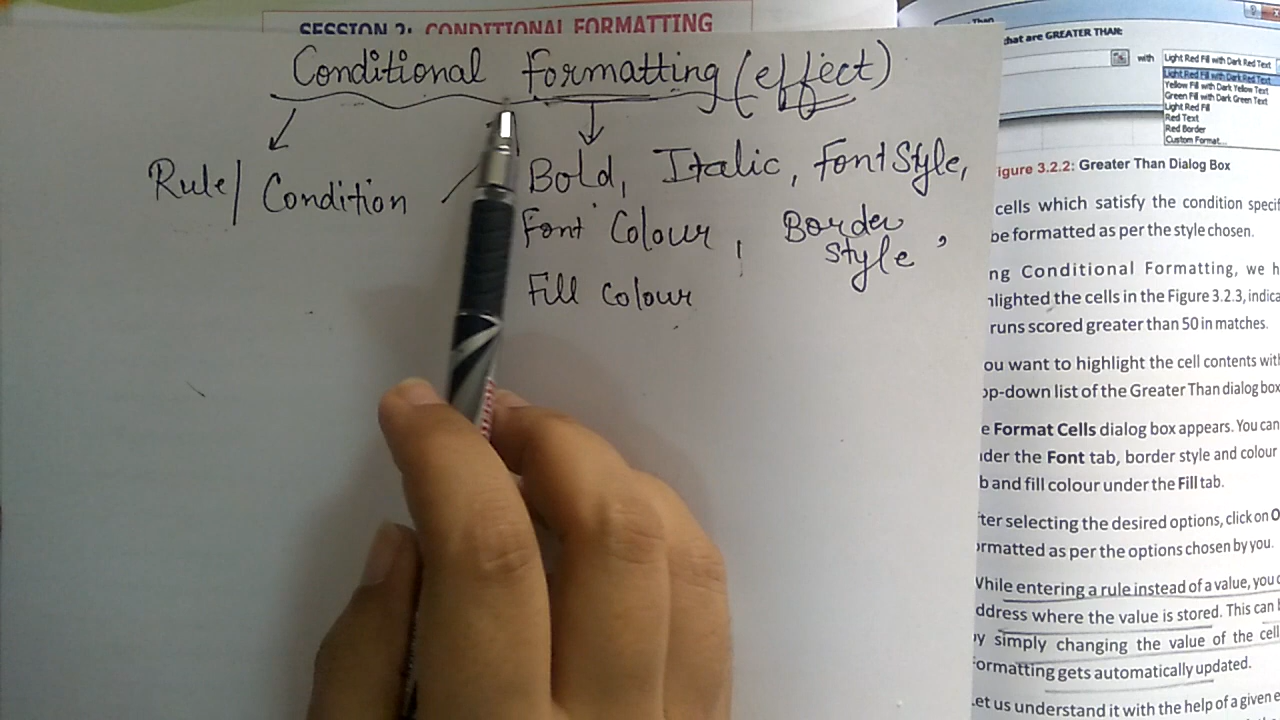 SESSION 2: CONDITIONAL FORMATTING
Conditional Formatting (effect)
Rule/ Condition
Bold, Italic, Font Style,
Font Colour, Border style,
Fill Colour
Than
that are GREATER THAN:
with Light Red Fill with Dark Red Text
Light Red Fill with Dark Red Text
Yellow Fill with Dark Yellow Text
Green Fill with Dark Green Text
Light Red Fill
Red Text
Red Border
Custom Format...
igure 3.2.2: Greater Than Dialog Box
cells which satisfy the condition specif
be formatted as per the style chosen.
ng Conditional Formatting, we h
hlighted the cells in the Figure 3.2.3, indica
runs scored greater than 50 in matches.
ou want to highlight the cell contents with
op-down list of the Greater Than dialog box
e Format Cells dialog box appears. You can
nder the Font tab, border style and colour
b and fill colour under the Fill tab.
fter selecting the desired options, click on O
ormatted as per the options chosen by you.
While entering a rule instead of a value, you c
ddress where the value is stored. This can b
by simply changing the value of the cell
formatting gets automatically updated.
Let us understand it with the help of a given e